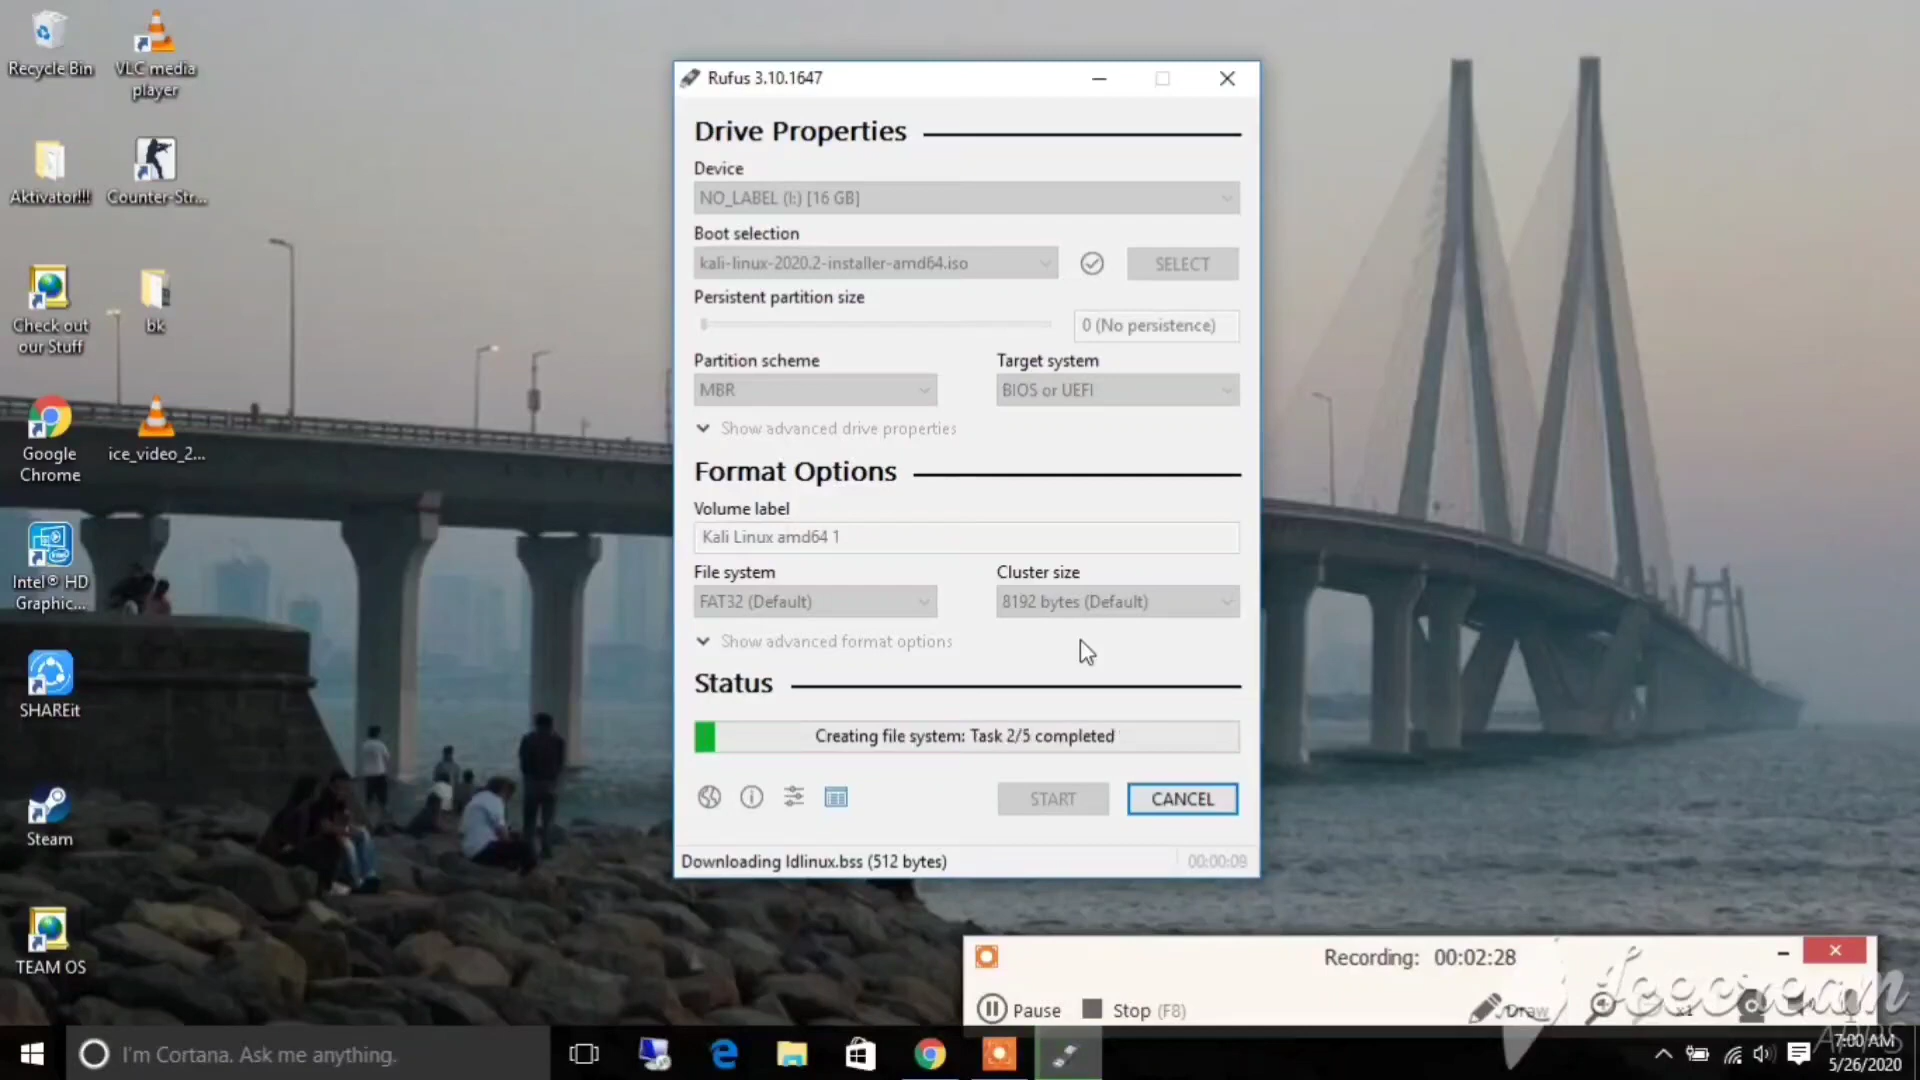 Recycle Bin
VLC media
player
Aktivator!!!
Counter-Str...
Check out
our Stuff
bk
Google
Chrome
ice_video_2...
Intel® HD
Graphic...
SHAREit
Steam
TEAM OS
Rufus 3.10.1647
Drive Properties
Device
NO_LABEL (I:) [16 GB]
Boot selection
kali-linux-2020.2-installer-amd64.iso
SELECT
Persistent partition size
0 (No persistence)
Partition scheme
Target system
MBR
BIOS or UEFI
Show advanced drive properties
Format Options
Volume label
Kali Linux amd64 1
File system
Cluster size
FAT32 (Default)
8192 bytes (Default)
Show advanced format options
Status
Creating file system: Task 2/5 completed
START
CANCEL
Downloading ldlinux.bss (512 bytes)
00:00:09
Recording: 00:02:28
Pause
Stop (F8)
Draw
x1
Icecream
APPS
I'm Cortana. Ask me anything.
7:00 AM
5/26/2020